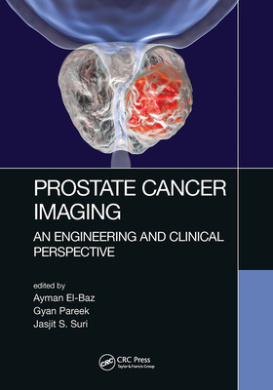 PROSTATE CANCER
IMAGING
AN ENGINEERING AND CLINICAL
PERSPECTIVE
edited by
Ayman El-Baz
Gyan Pareek
Jasjit S. Suri
CRC Press
Taylor & Francis Group